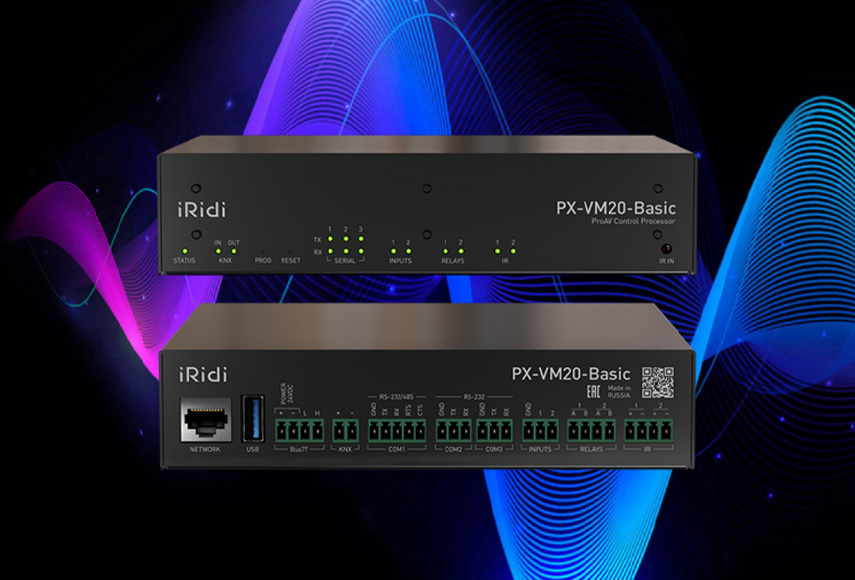 iRidi
PX-VM20-Basic
ProAV Control Processor
1 2 3
TX
RX
IN OUT
1 2
1 2
1 2
STATUS
KNX
PROG
RESET
SERIAL
INPUTS
RELAYS
IR
IR IN
iRidi
PX-VM20-Basic
EAC
Made in
RUSSIA
POWER
24VDC
+ - L H
+ -
RS-232/485
GND TX RX RTS CTS
RS-232
GND TX RX GND TX RX
GND 1 2
1 2
A B A B
1 2
+ - + -
NETWORK
USB
Bus77
KNX
COM1
COM2
COM3
INPUTS
RELAYS
IR